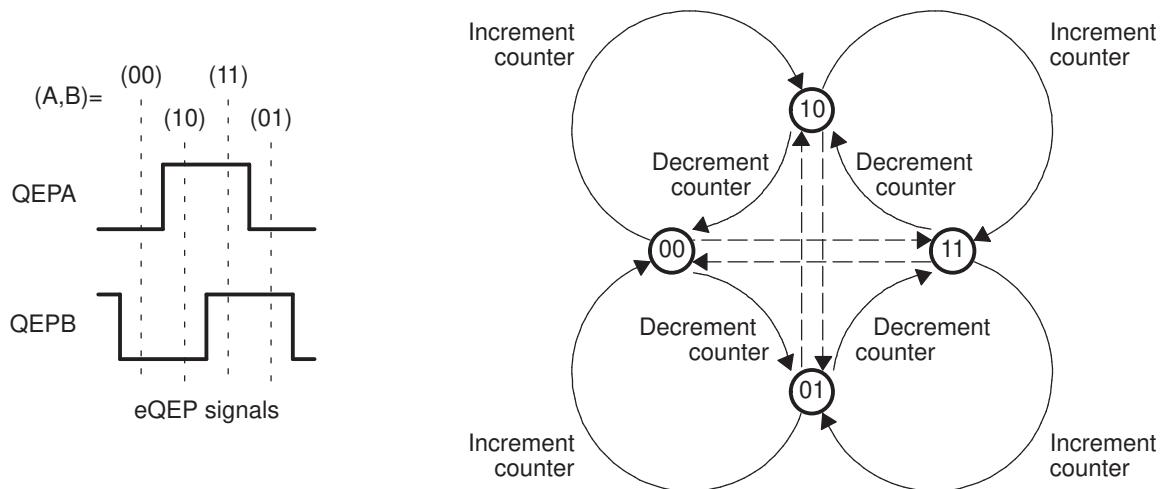 (A,B)=
(00)
(11)
(10)
(01)
QEPA
QEPB
eQEP signals
Increment
counter
Increment
counter
10
Decrement
counter
Decrement
counter
00
11
Decrement
counter
Decrement
counter
01
Increment
counter
Increment
counter